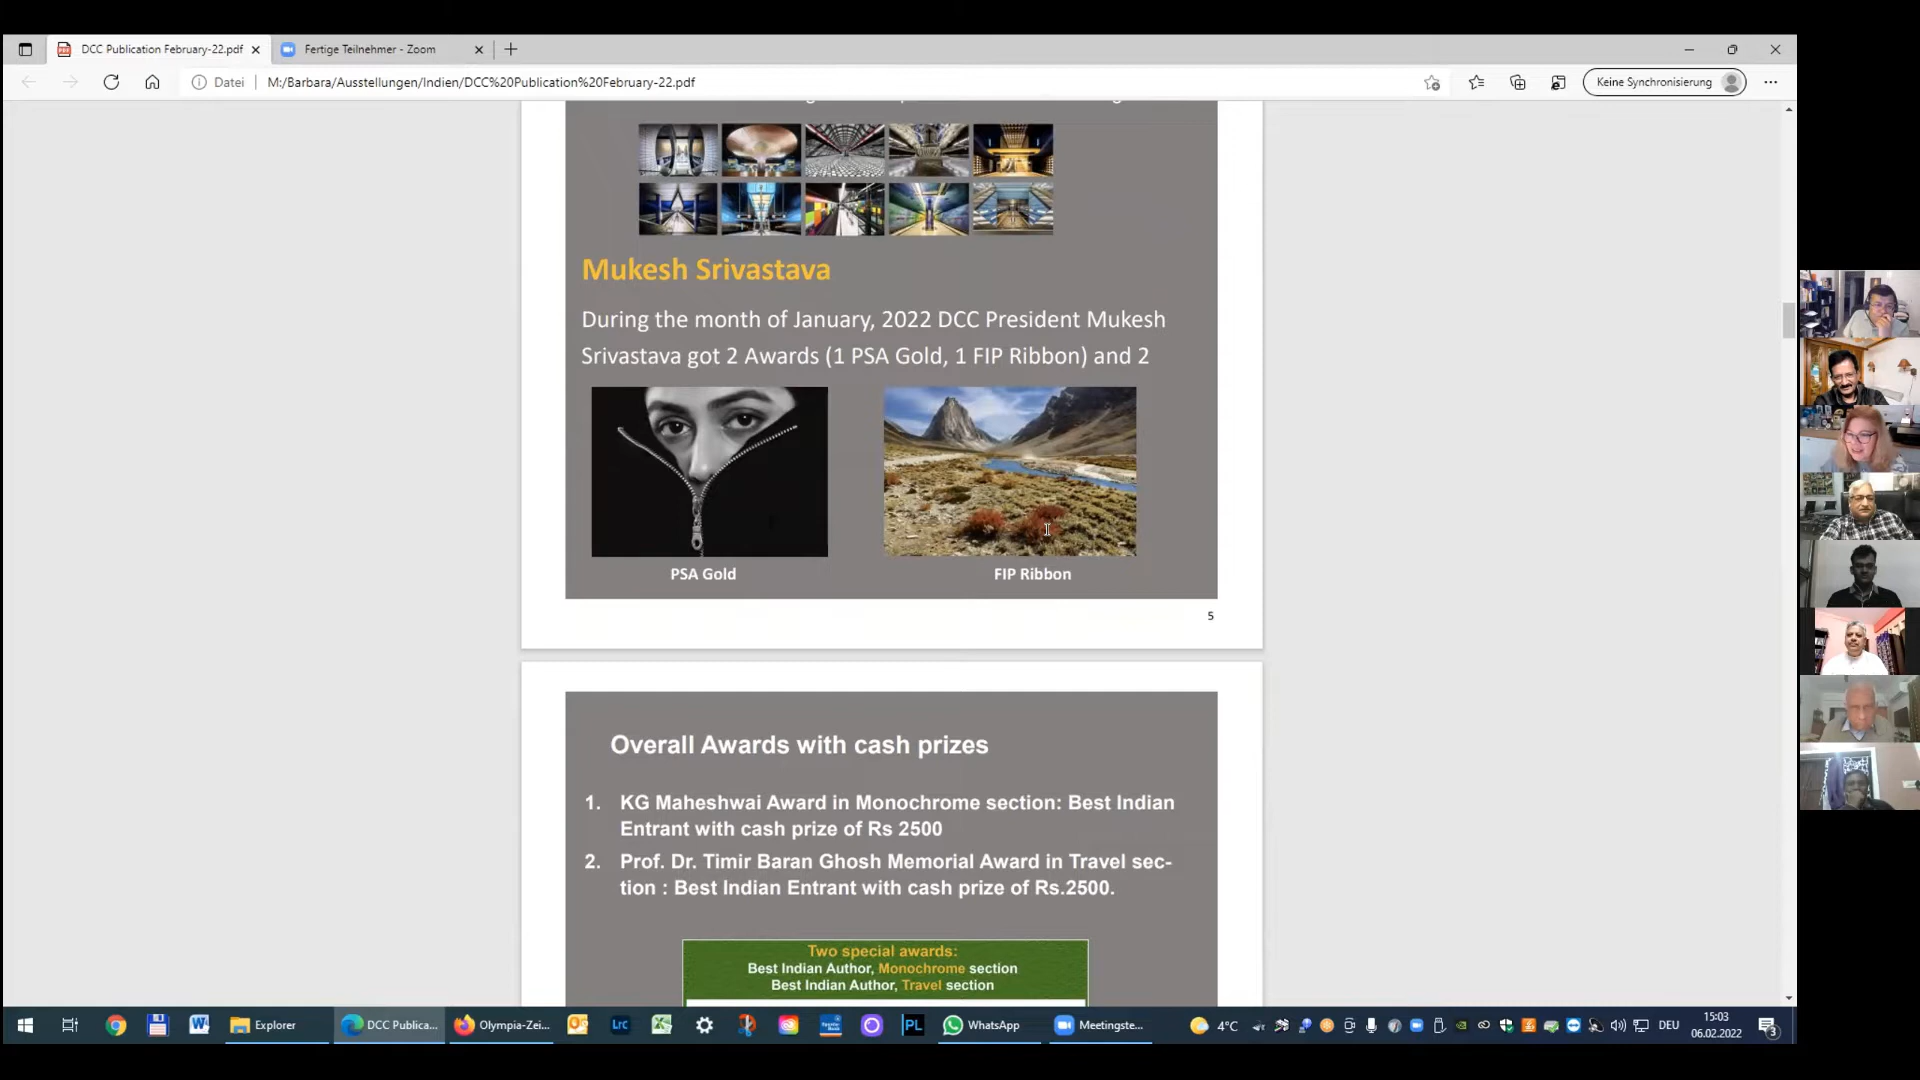 DCC Publication February-22.pdf
Fertige Teilnehmer - Zoom
Datei
M:/Barbara/Ausstellungen/Indien/DCC%20Publication%20February-22.pdf
Keine Synchronisierung
Mukesh Srivastava
During the month of January, 2022 DCC President Mukesh
Srivastava got 2 Awards (1 PSA Gold, 1 FIP Ribbon) and 2
PSA Gold
FIP Ribbon
5
Overall Awards with cash prizes
1. KG Maheshwai Award in Monochrome section: Best Indian
Entrant with cash prize of Rs 2500
2. Prof. Dr. Timir Baran Ghosh Memorial Award in Travel sec-
tion : Best Indian Entrant with cash prize of Rs.2500.
Two special awards:
Best Indian Author, Monochrome section
Best Indian Author, Travel section
Explorer
DCC Publica...
Olympia-Zei...
Lrc
PL
WhatsApp
Meetingste...
4°C
DEU
15:03
06.02.2022
3